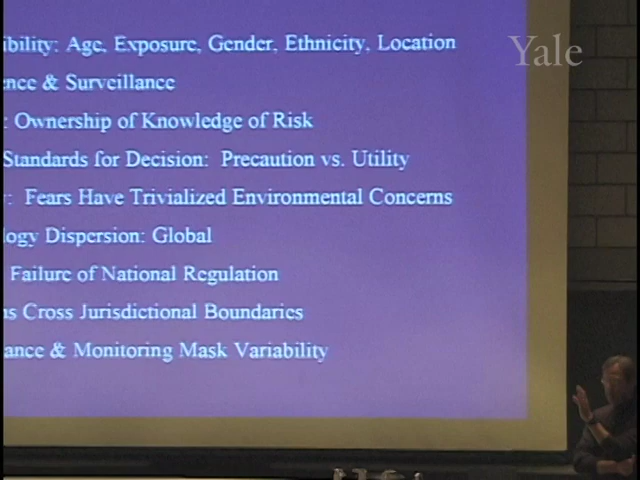 Yale
ibility: Age, Exposure, Gender, Ethnicity, Location
ence & Surveillance
: Ownership of Knowledge of Risk
Standards for Decision: Precaution vs. Utility
y: Fears Have Trivialized Environmental Concerns
logy Dispersion: Global
Failure of National Regulation
ns Cross Jurisdictional Boundaries
ance & Monitoring Mask Variability